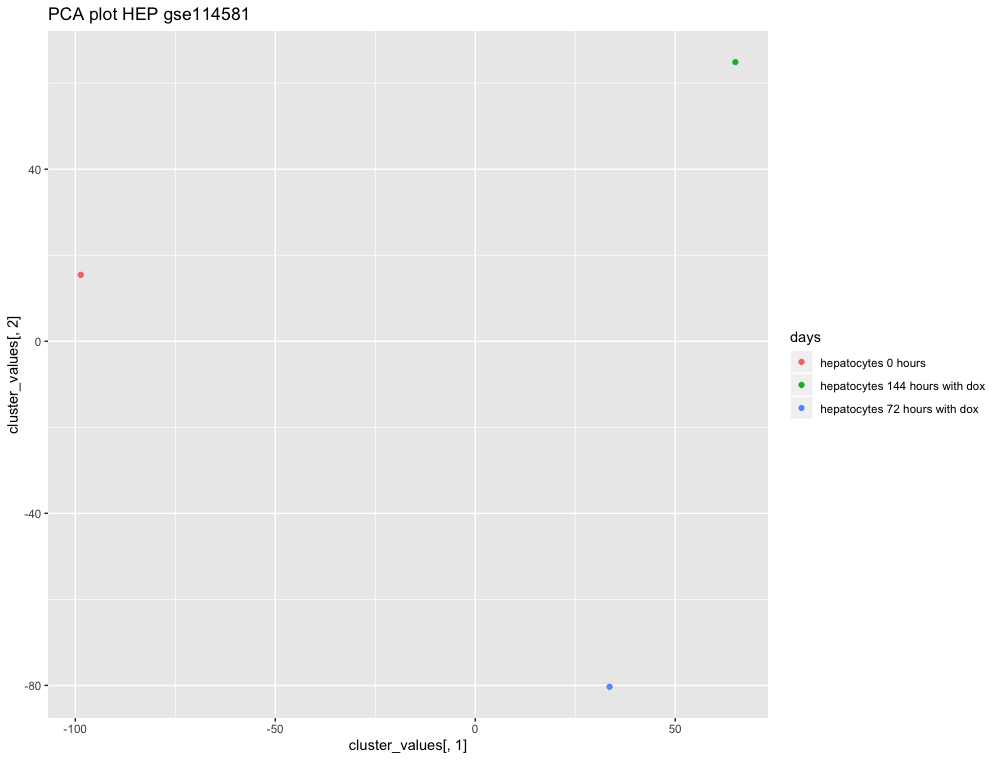 PCA plot HEP gse114581
40
0
-40
-80
cluster_values[, 2]
-100
-50
0
50
cluster_values[, 1]
days
hepatocytes 0 hours
hepatocytes 144 hours with dox
hepatocytes 72 hours with dox